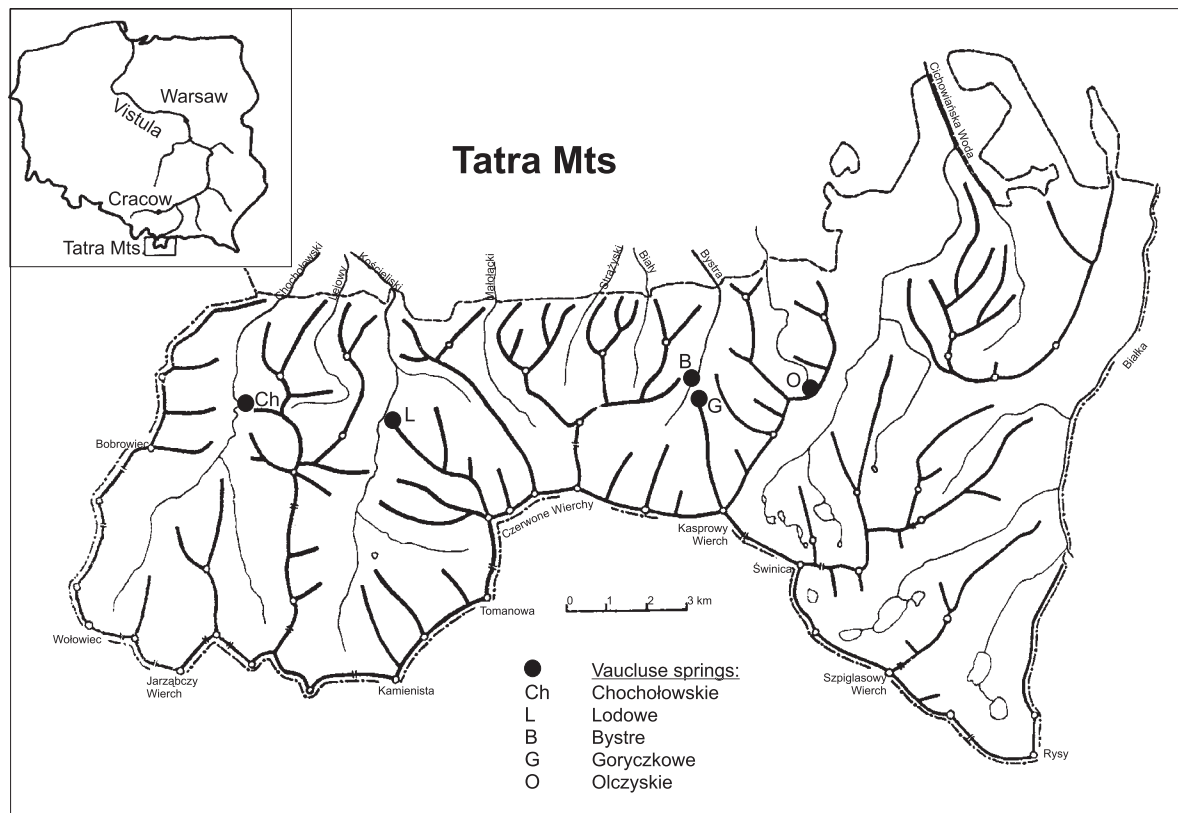 Warsaw
Vistula
Cracow
Tatra Mts.
Tatra Mts
Cichowiańska Woda
Chochołowski
Lejowy
Kościeliski
Małołącki
Strążyski
Biały
Bystra
Białka
B
G
O
Ch
L
Bobrowiec
Czerwone Wierchy
Kasprowy
Wierch
Świnica
Tomanowa
0 1 2 3 km
Wołowiec
Jarząbczy
Wierch
Kamienista
Szpiglasowy
Wierch
Rysy
Vaucluse springs:
Ch Chochołowskie
L Lodowe
B Bystre
G Goryczkowe
O Olczyskie